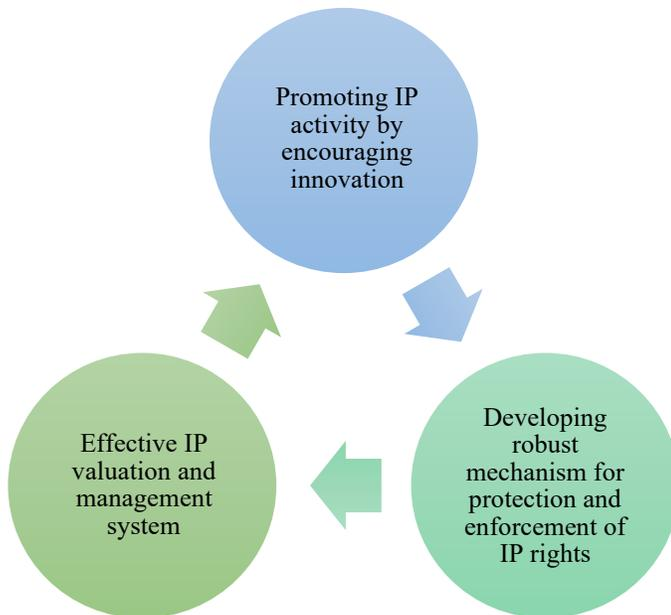 Promoting IP
activity by
encouraging
innovation
Developing
robust
mechanism for
protection and
enforcement of
IP rights
Effective IP
valuation and
management
system